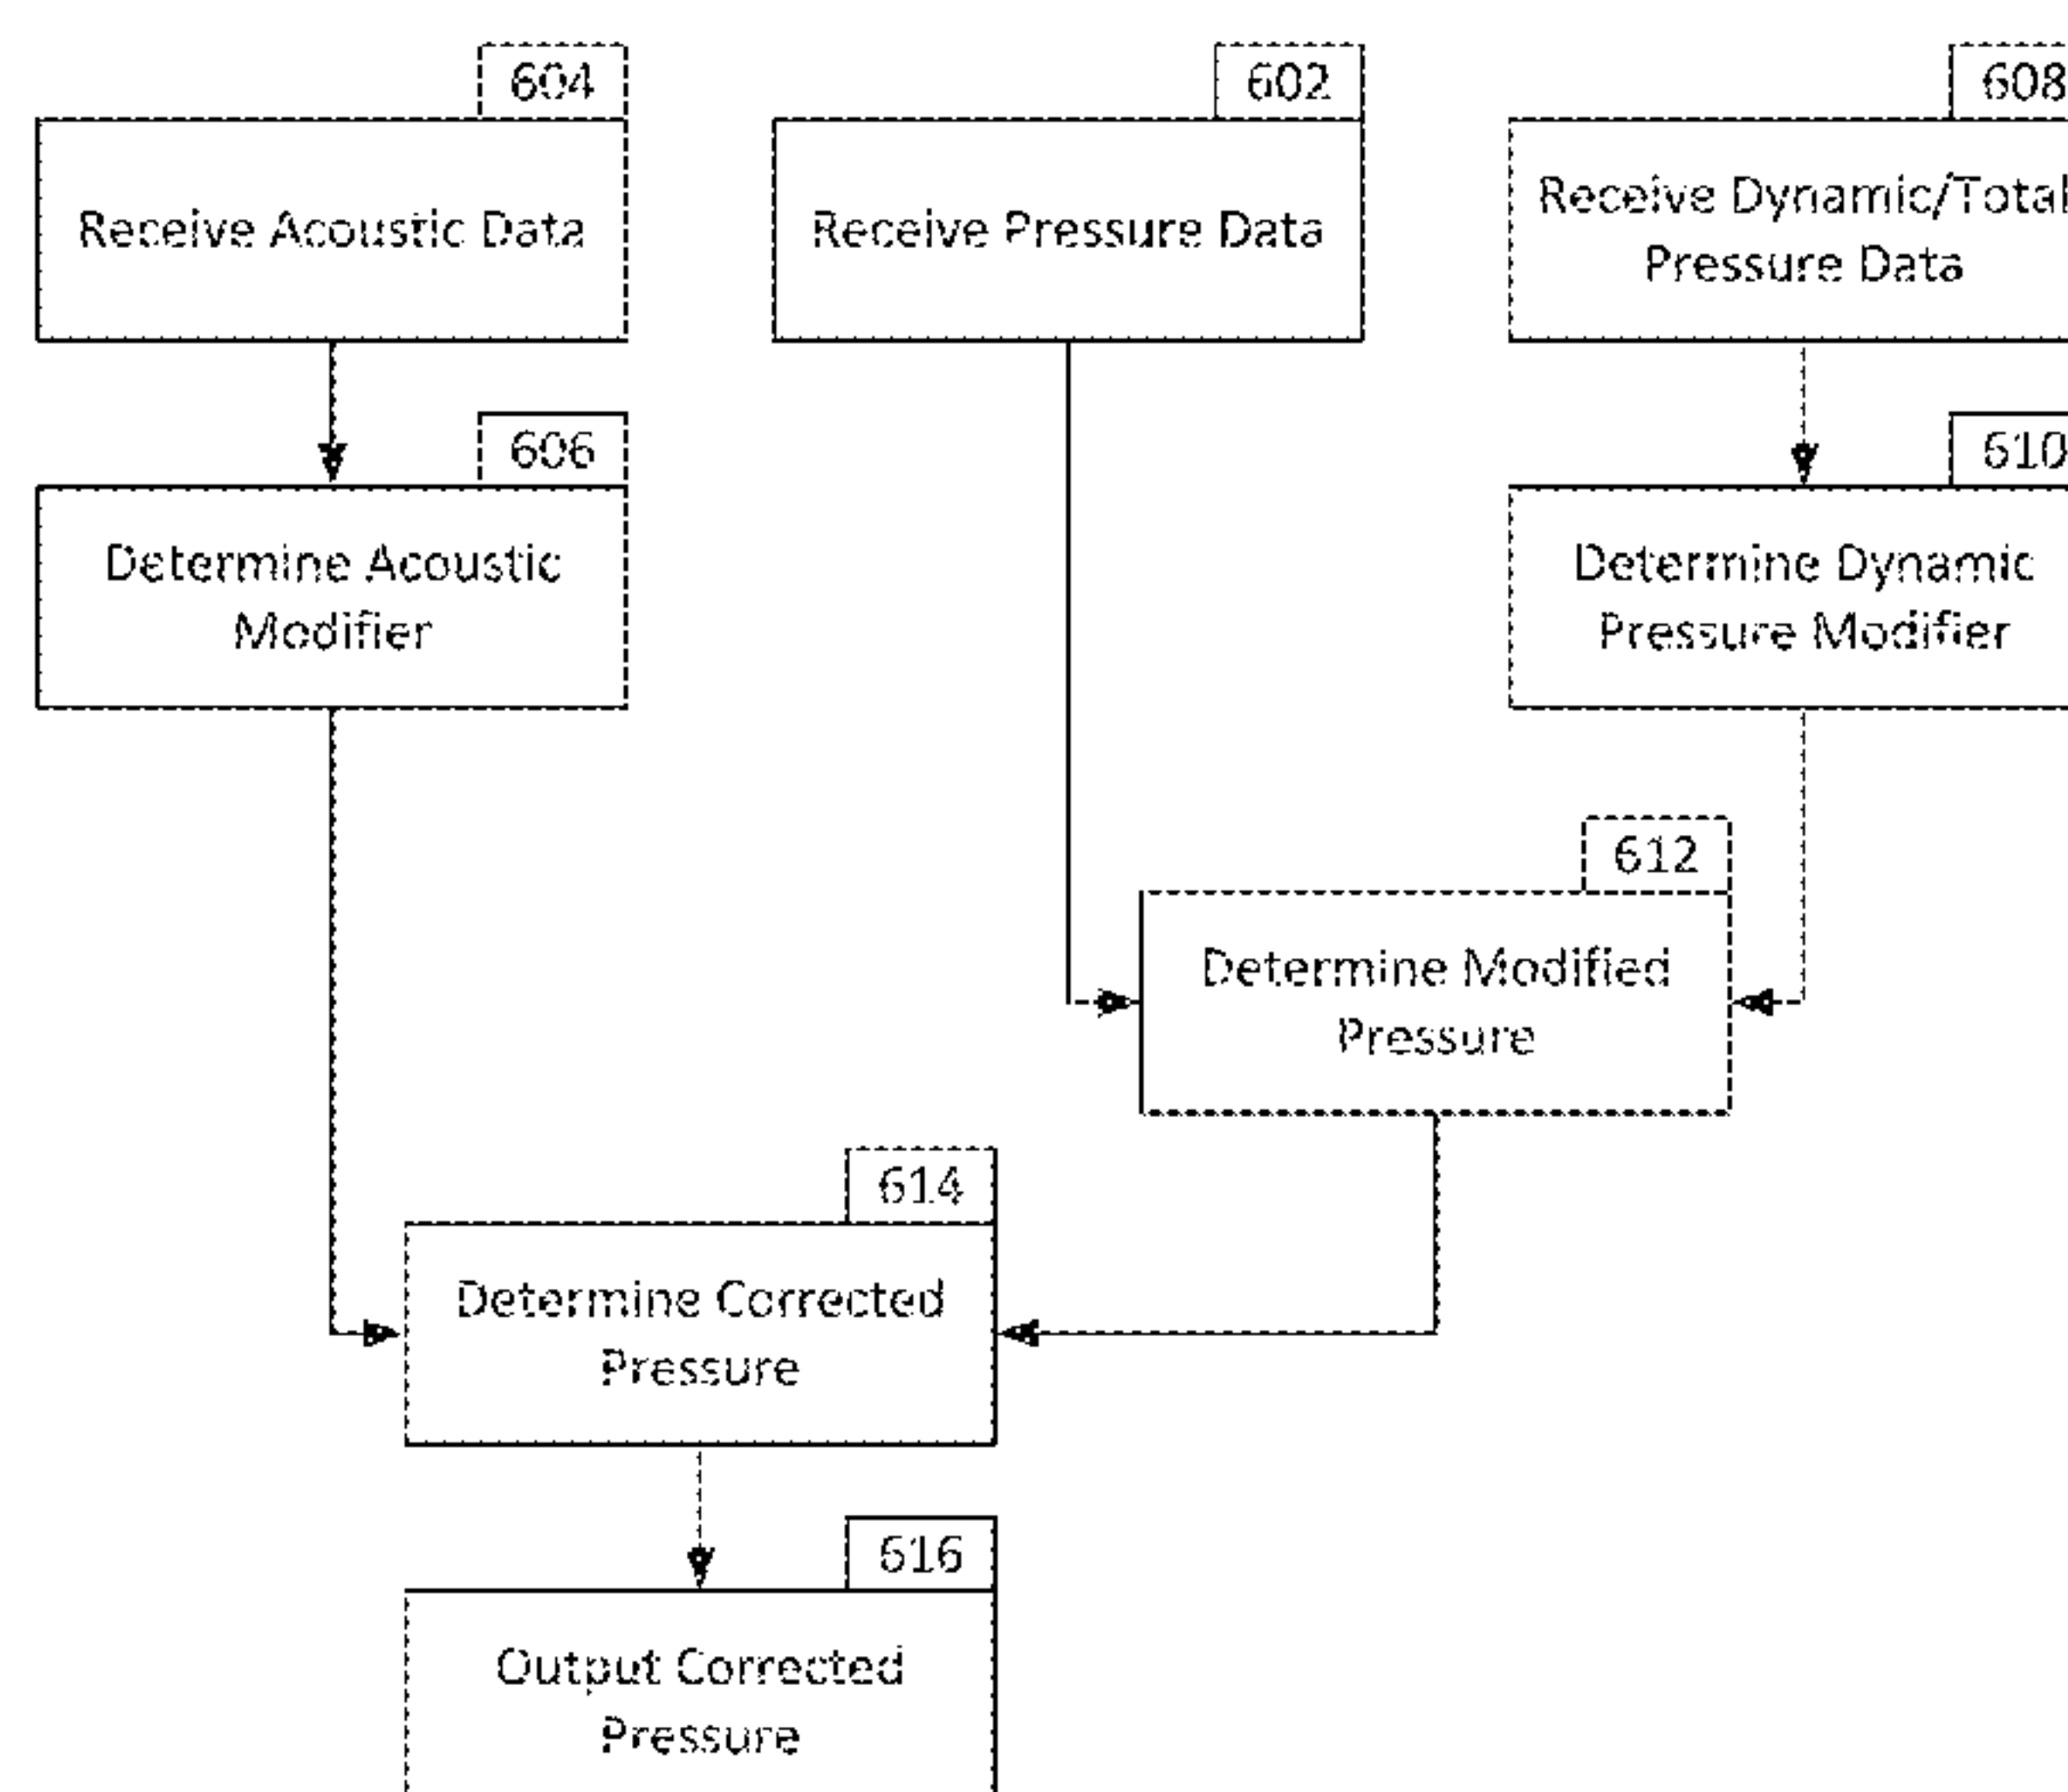 604
Receive Acoustic Data
602
Receive Pressure Data
608
Receive Dynamic/Total
Pressure Data
606
Determine Acoustic
Modifier
610
Determine Dynamic
Pressure Modifier
612
Determine Modified
Pressure
614
Determine Corrected
Pressure
616
Output Corrected
Pressure